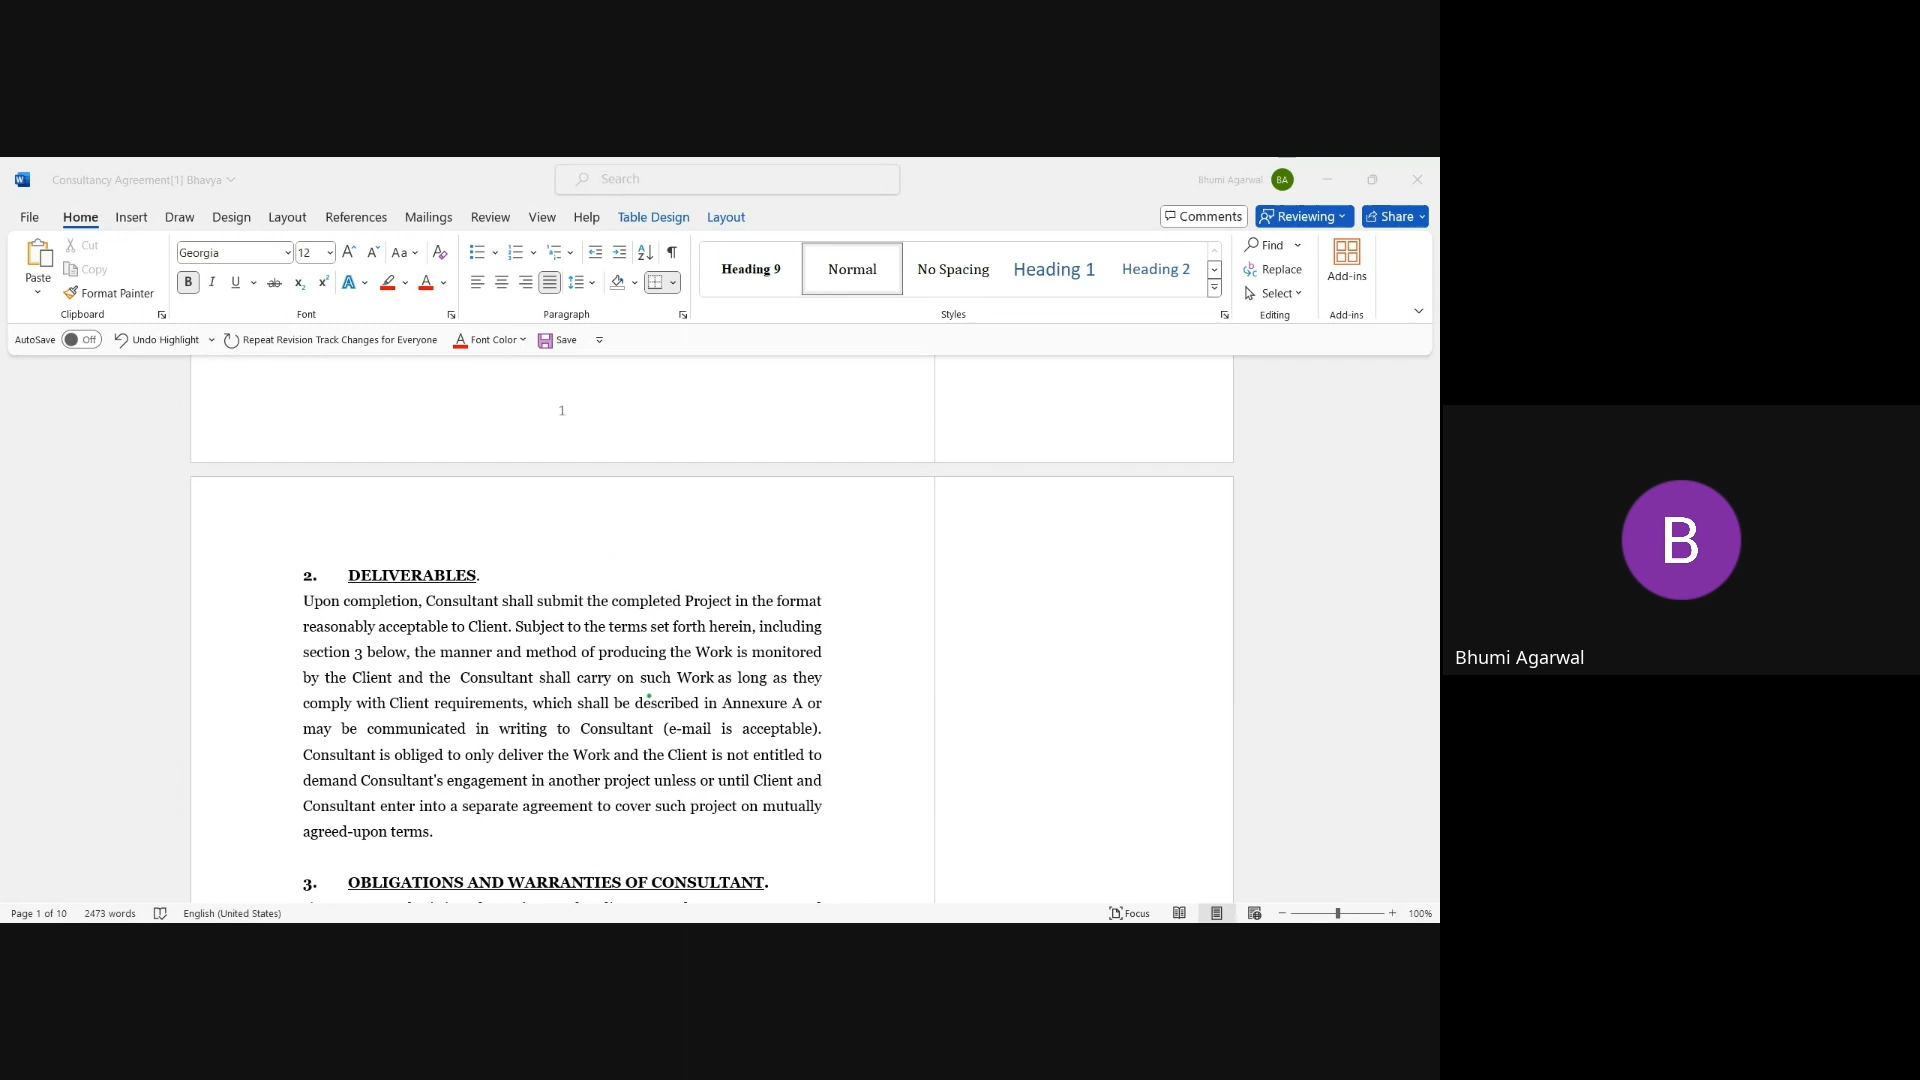 Consultancy Agreement[1] Bhavya
Search
Bhumi Agarwal BA
File Home Insert Draw Design Layout References Mailings Review View Help Table Design Layout
Comments Reviewing Share
Paste
Cut
Copy
Format Painter
Clipboard
Georgia 12
Font
Paragraph
Heading 9 Normal No Spacing Heading 1 Heading 2
Styles
Find
Replace
Select
Editing
Add-ins
Add-ins
AutoSave Off Undo Highlight Repeat Revision Track Changes for Everyone Font Color Save
1
2. DELIVERABLES.
Upon completion, Consultant shall submit the completed Project in the format
reasonably acceptable to Client. Subject to the terms set forth herein, including
section 3 below, the manner and method of producing the Work is monitored
by the Client and the Consultant shall carry on such Work as long as they
comply with Client requirements, which shall be described in Annexure A or
may be communicated in writing to Consultant (e-mail is acceptable).
Consultant is obliged to only deliver the Work and the Client is not entitled to
demand Consultant's engagement in another project unless or until Client and
Consultant enter into a separate agreement to cover such project on mutually
agreed-upon terms.
3. OBLIGATIONS AND WARRANTIES OF CONSULTANT.
Page 1 of 10 2473 words English (United States)
Focus 100%
B
Bhumi Agarwal